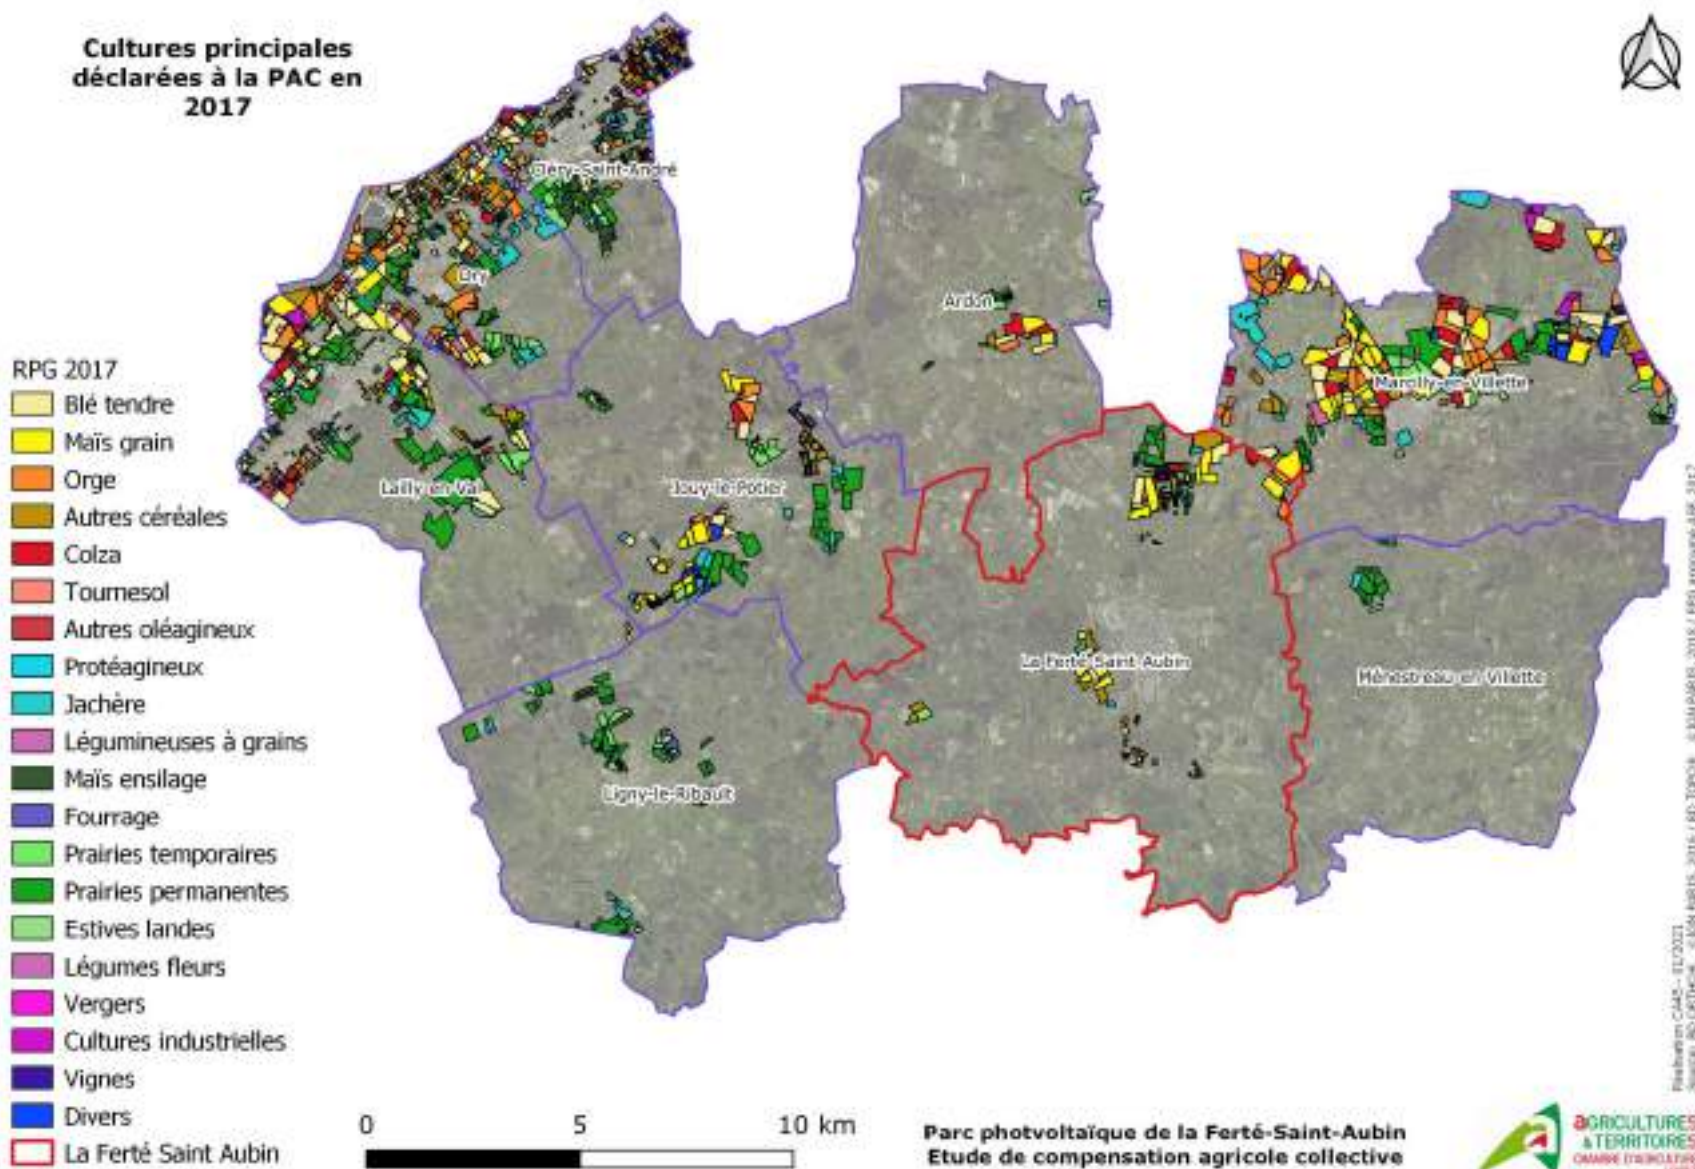 Cultures principales
déclarées à la PAC en
2017
Cléry-Saint-André
Dry
Ardon
Marcilly-en-Villette
Lailly-en-Val
Jouy-le-Potier
La Ferté Saint Aubin
Ménestreau-en-Villette
Ligny-le-Ribault
RPG 2017
Blé tendre
Maïs grain
Orge
Autres céréales
Colza
Tournesol
Autres oléagineux
Protéagineux
Jachère
Légumineuses à grains
Maïs ensilage
Fourrage
Prairies temporaires
Prairies permanentes
Estives landes
Légumes fleurs
Vergers
Cultures industrielles
Vignes
Divers
La Ferté Saint Aubin
0 5 10 km
Parc photvoltaïque de la Ferté-Saint-Aubin
Etude de compensation agricole collective
AGRICULTURES
& TERRITOIRES
CHAMBRE D'AGRICULTURE